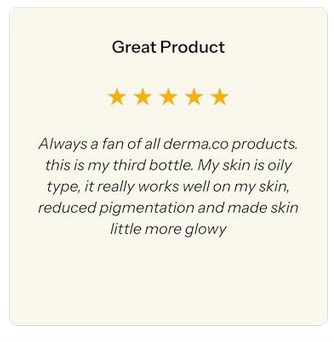 Great Product
Always a fan of all derma.co products.
this is my third bottle. My skin is oily
type, it really works well on my skin,
reduced pigmentation and made skin
little more glowy